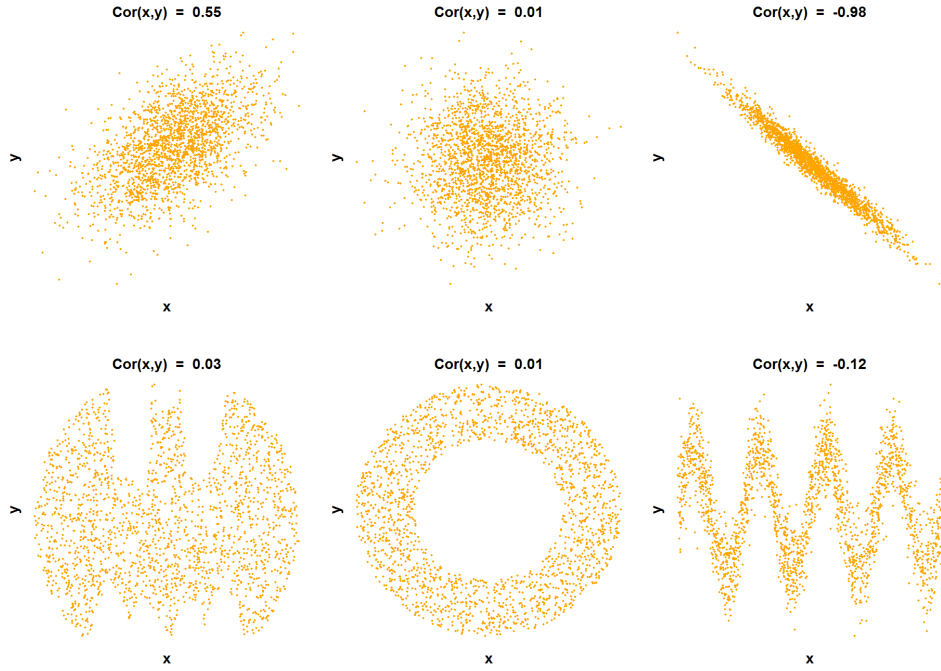 Cor(x,y) = 0.55
Cor(x,y) = 0.01
Cor(x,y) = -0.98
y
y
y
x
x
x
Cor(x,y) = 0.03
Cor(x,y) = 0.01
Cor(x,y) = -0.12
y
y
y
x
x
x